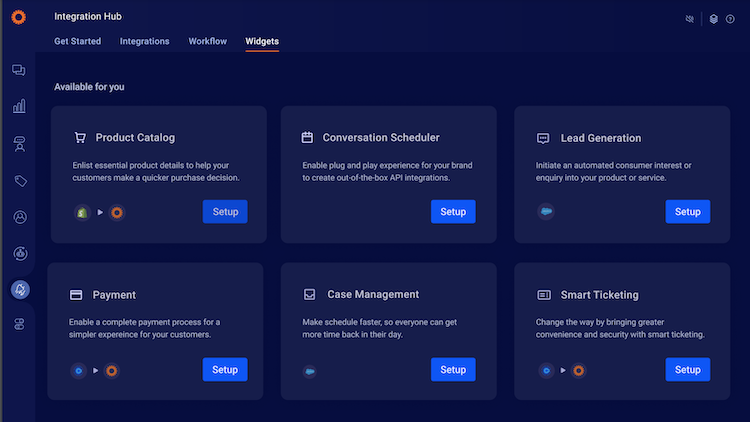 Integration Hub
Get Started Integrations Workflow Widgets
Available for you
Product Catalog
Enlist essential product details to help your
customers make a quicker purchase decision.
Setup
Conversation Scheduler
Enable plug and play experience for your brand
to create out-of-the-box API integrations.
Setup
Lead Generation
Initiate an automated consumer interest or
enquiry into your product or service.
Setup
Payment
Enable a complete payment process for a
simpler expereince for your customers.
Setup
Case Management
Make schedule faster, so everyone can get
more time back in their day.
Setup
Smart Ticketing
Change the way by bringing greater
convenience and security with smart ticketing.
Setup